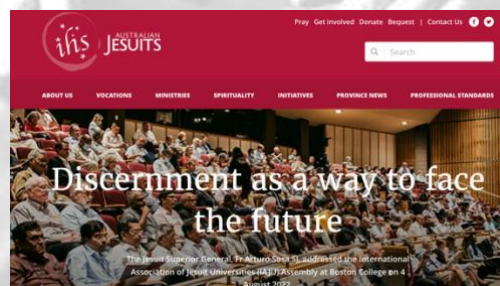 Pray Get Involved Donate Bequest | Contact Us
ihs AUSTRALIAN
JESUITS
Search
ABOUT US VOCATIONS MINISTRIES SPIRITUALITY INITIATIVES PROVINCE NEWS PROFESSIONAL STANDARDS
Discernment as a way to face
the future
The Jesuit Superior General, Fr Arturo Sosa SJ, addressed the International
Association of Jesuit Universities (IAJU) Assembly at Boston College on 4
August 2022